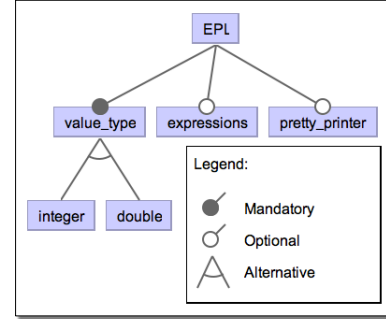 EPL
value_type
expressions
pretty_printer
integer
double
Legend:
Mandatory
Optional
Alternative